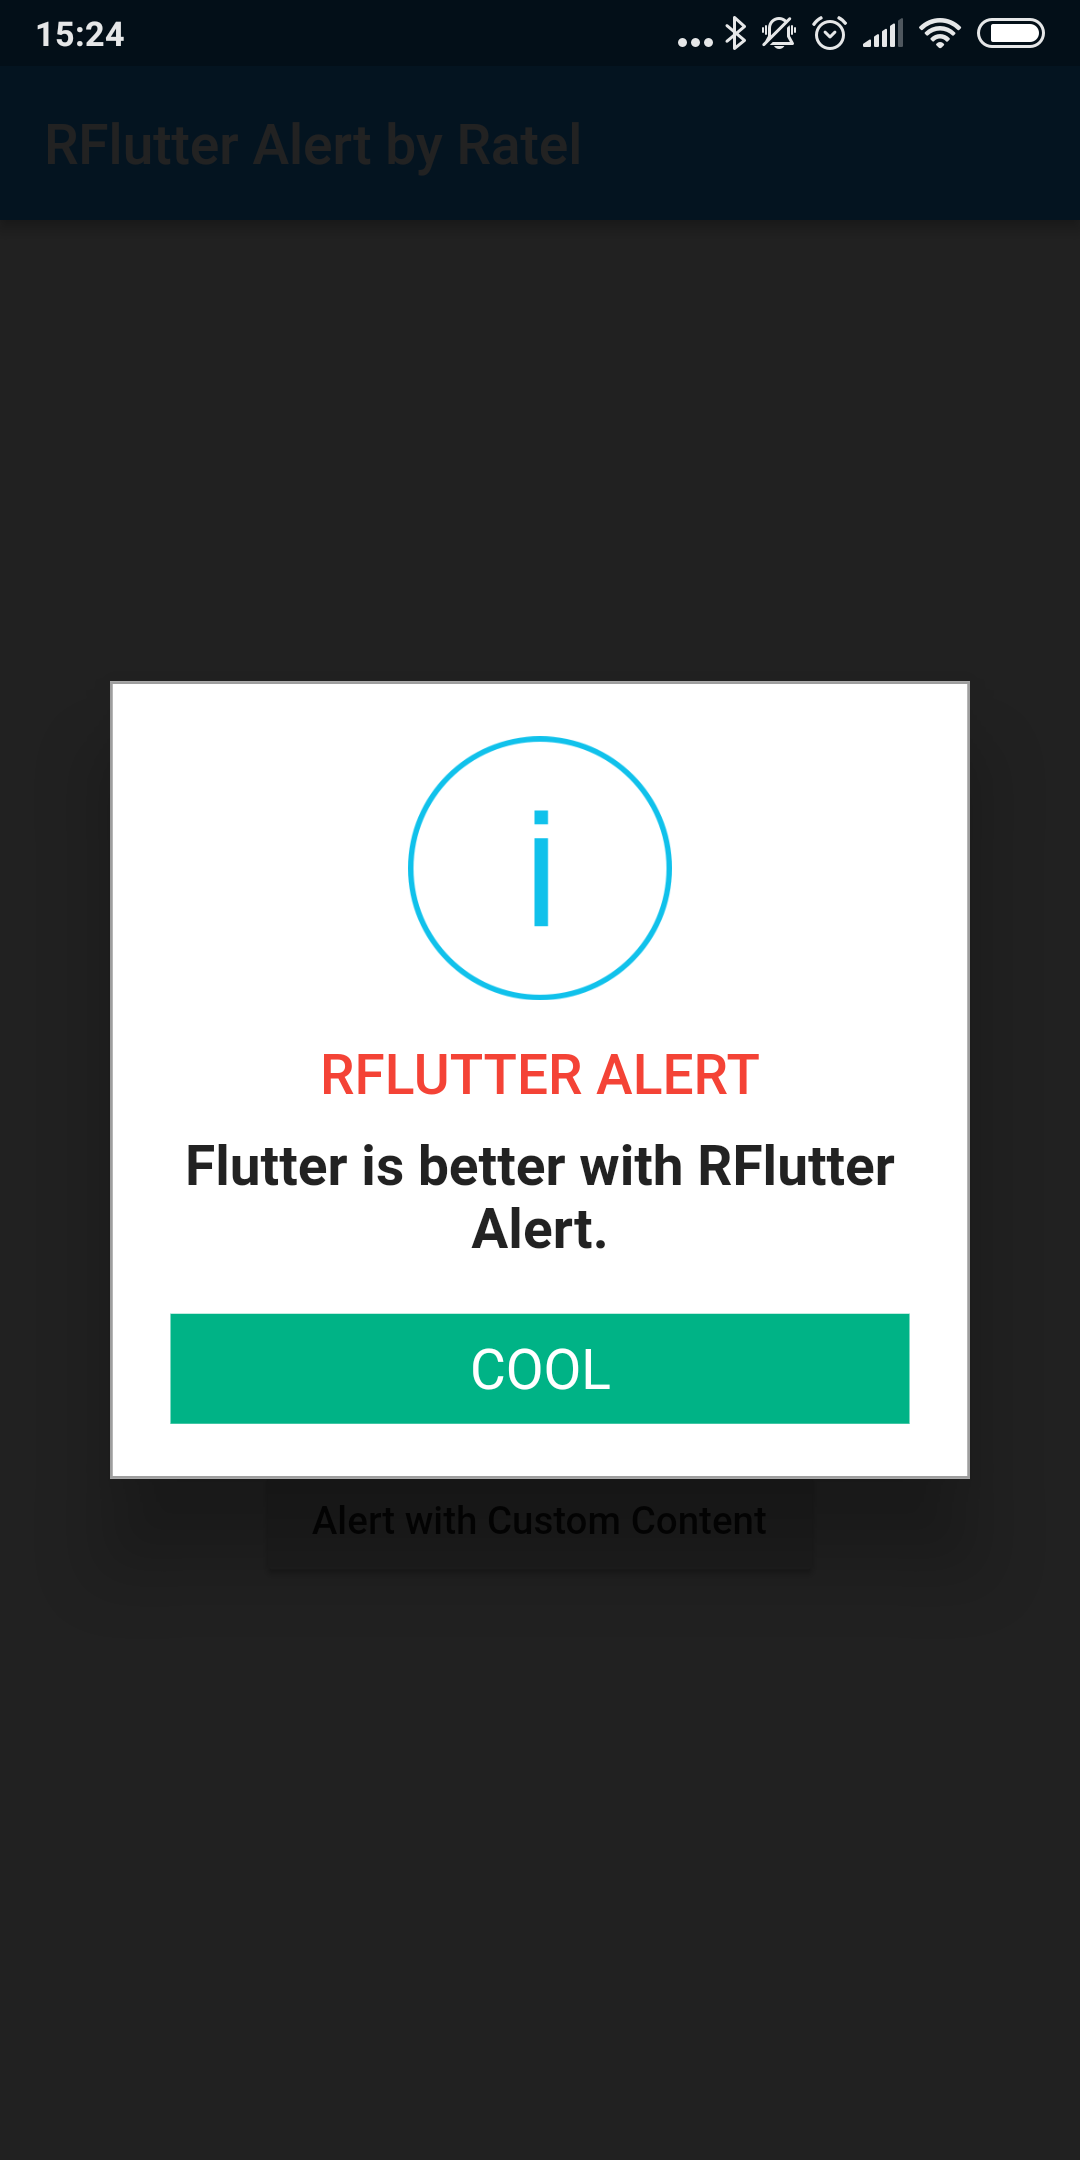 15:24
RFlutter Alert by Ratel
i
RFLUTTER ALERT
Flutter is better with RFlutter
Alert.
COOL
Alert with Custom Content